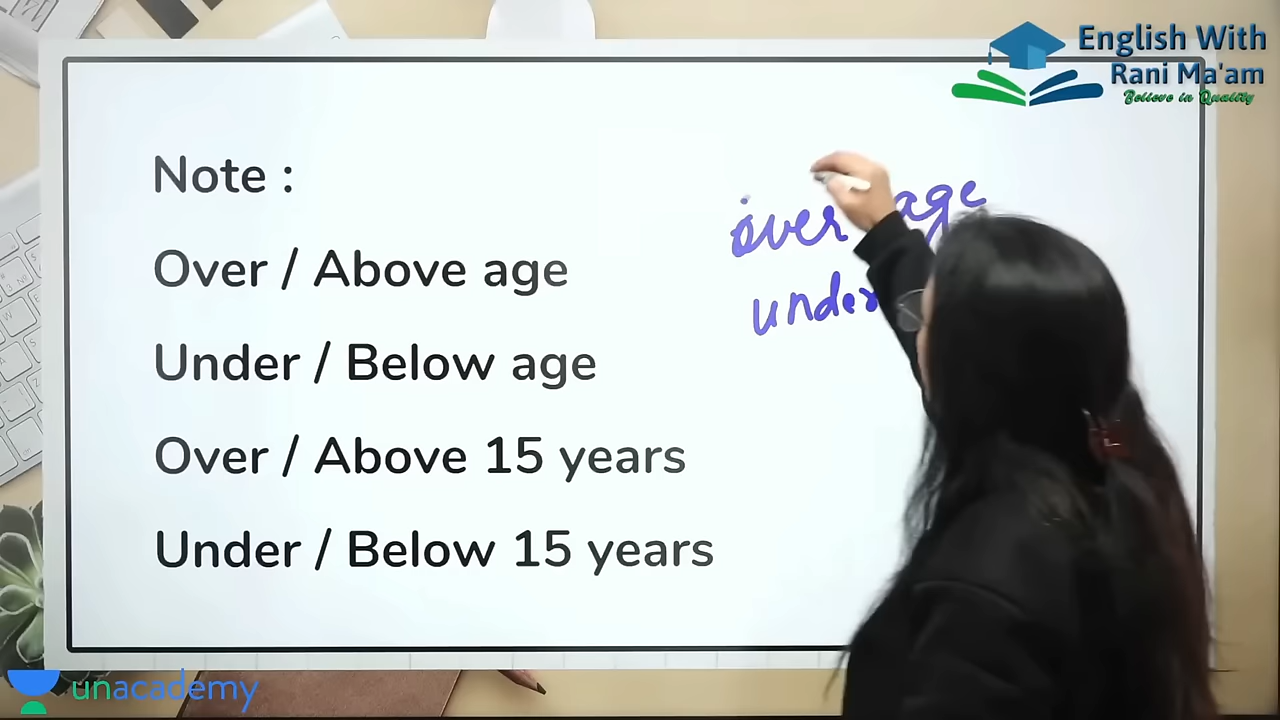 English With
Rani Ma'am
Believe in Quality
Note :
Over / Above age
Under / Below age
Over / Above 15 years
Under / Below 15 years
over age
under
unacademy